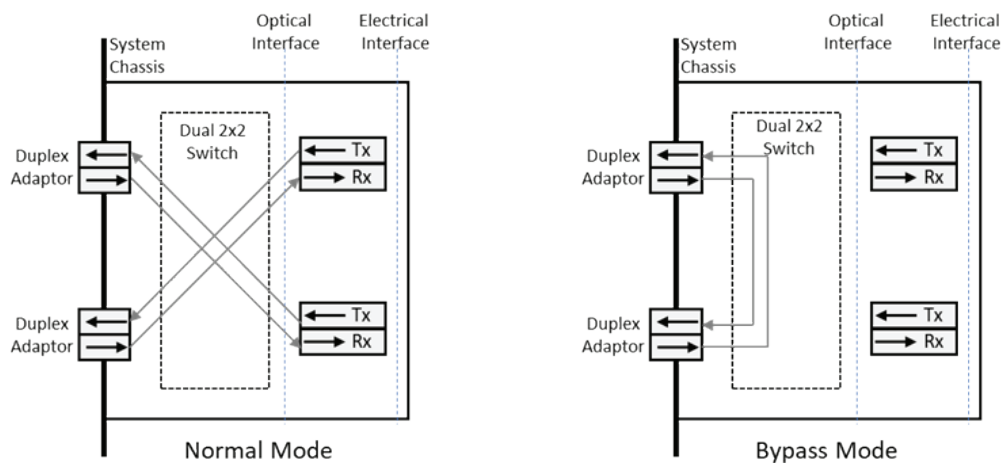 Optical
Interface
Electrical
Interface
System
Chassis
Dual 2x2
Switch
Duplex
Adaptor
Tx
Rx
Duplex
Adaptor
Tx
Rx
Normal Mode
Optical
Interface
Electrical
Interface
System
Chassis
Dual 2x2
Switch
Duplex
Adaptor
Tx
Rx
Duplex
Adaptor
Tx
Rx
Bypass Mode